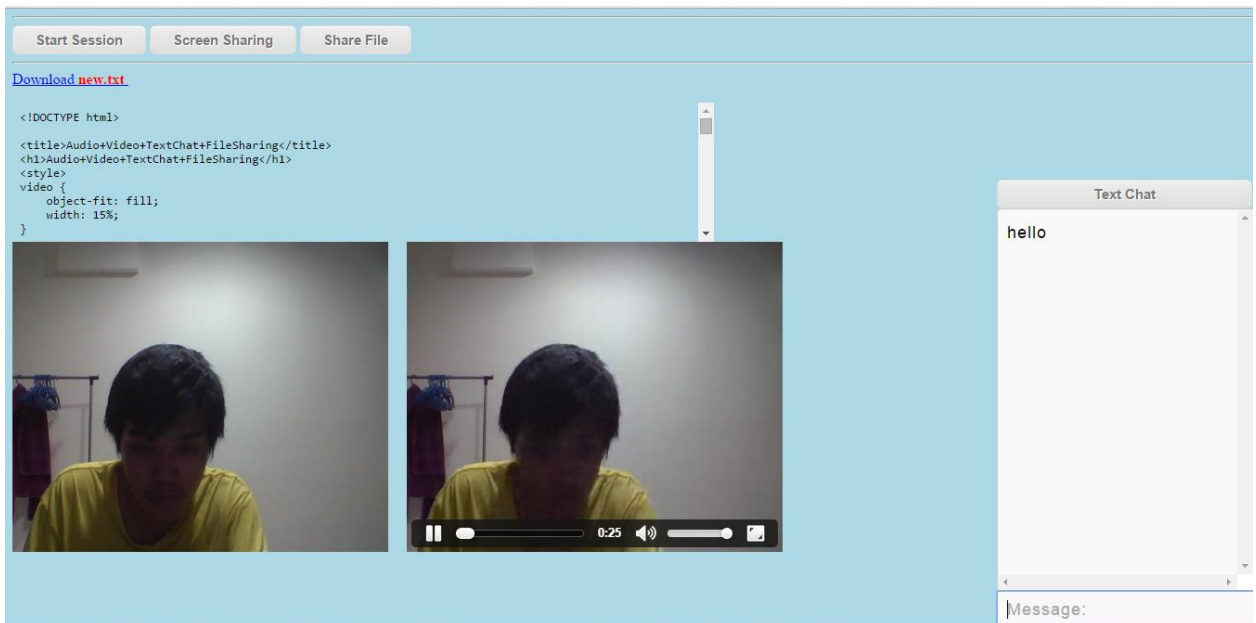 Start Session Screen Sharing Share File
Download new.txt
<!DOCTYPE html>
<title>Audio+Video+TextChat+FileSharing</title>
<h1>Audio+Video+TextChat+FileSharing</h1>
<style>
video {
object-fit: fill;
width: 15%;
}
0:25
Text Chat
hello
Message: